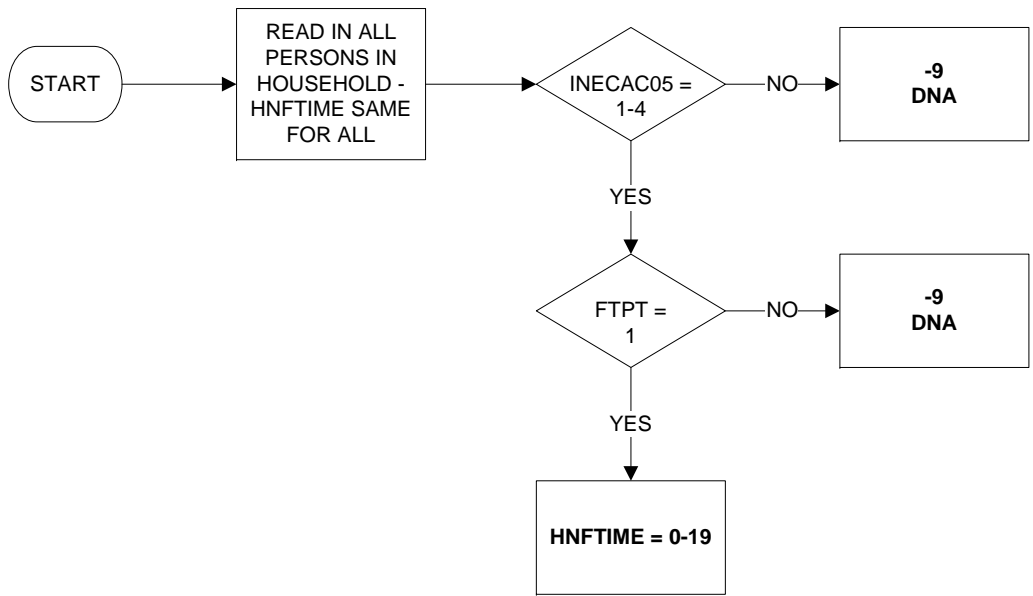 START
READ IN ALL
PERSONS IN
HOUSEHOLD -
HNFTIME SAME
FOR ALL
INECAC05 =
1-4
NO
-9
DNA
YES
FTPT =
1
NO
-9
DNA
YES
HNFTIME = 0-19